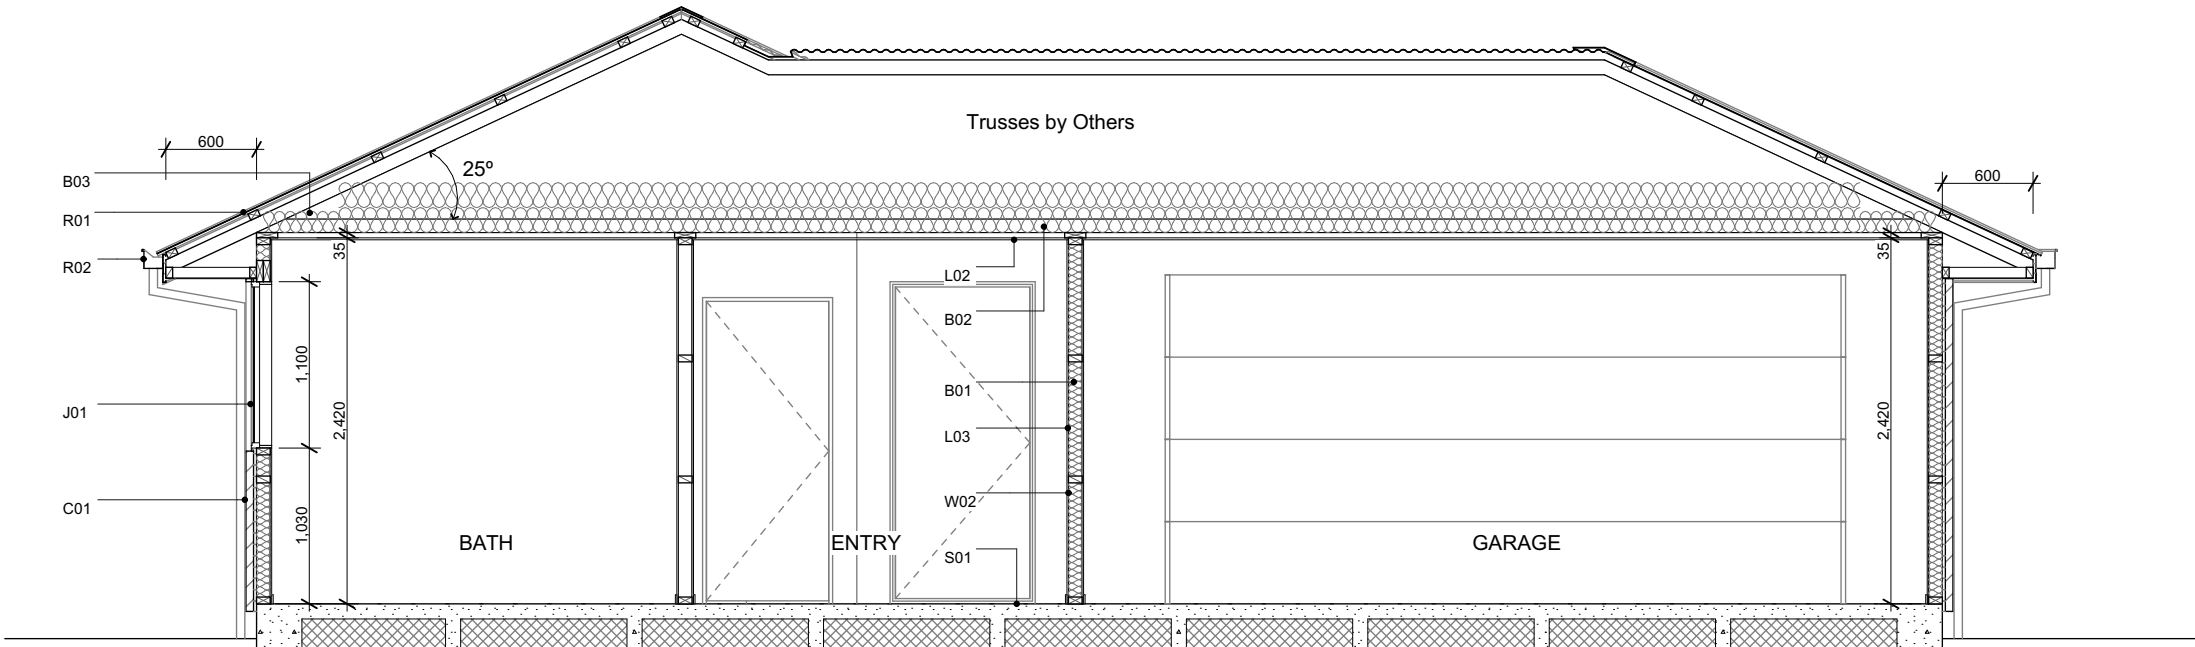 Trusses by Others
600
25º
B03
R01
R02
600
35
35
L02
B02
1,100
B01
J01
2,420
2,420
L03
C01
W02
1,030
BATH
ENTRY
GARAGE
S01